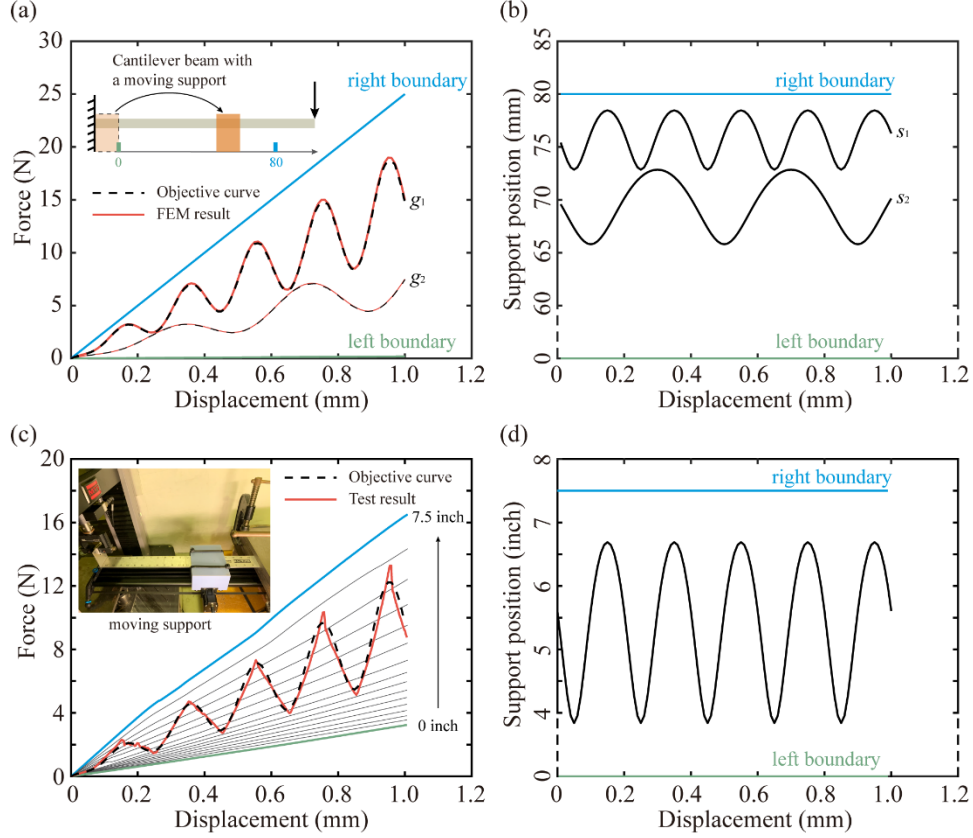 (a)
30
25
20
15
10
5
0
Force (N)
Cantilever beam with
a moving support
0
80
right boundary
Objective curve
FEM result
g1
g2
left boundary
0 0.2 0.4 0.6 0.8 1.0 1.2
Displacement (mm)
(b)
85
80
75
70
65
60
0
Support position (mm)
right boundary
s1
s2
left boundary
0 0.2 0.4 0.6 0.8 1.0 1.2
Displacement (mm)
(c)
20
16
12
8
4
0
Force (N)
moving support
Objective curve
Test result
7.5 inch
0 inch
0 0.2 0.4 0.6 0.8 1.0 1.2
Displacement (mm)
(d)
8
7
6
5
4
0
Support position (inch)
right boundary
left boundary
0 0.2 0.4 0.6 0.8 1.0 1.2
Displacement (mm)